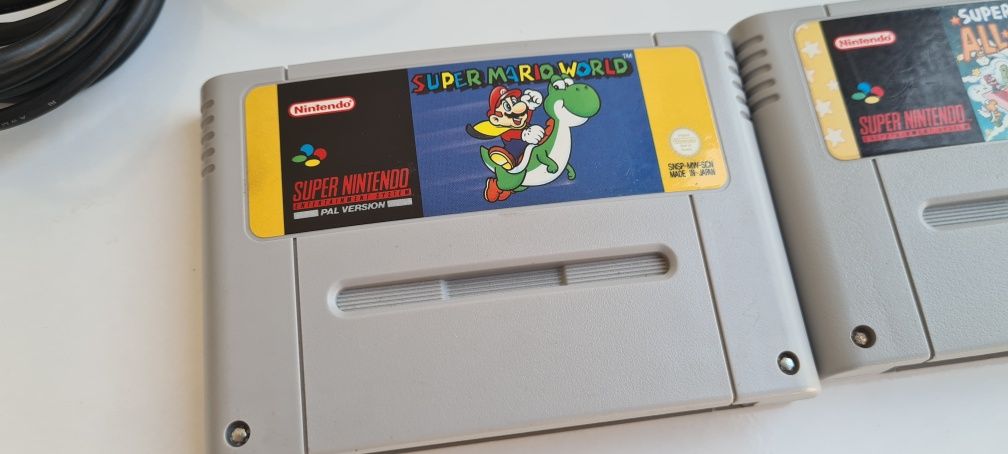 SUPER MARIO WORLD
TM
Nintendo
SUPER NINTENDO
ENTERTAINMENT SYSTEM
PAL VERSION
SNSP-MW-SCN
MADE IN JAPAN
SUPER
ALL
Nintendo
SUPER NINTENDO
ENTERTAINMENT SYSTEM